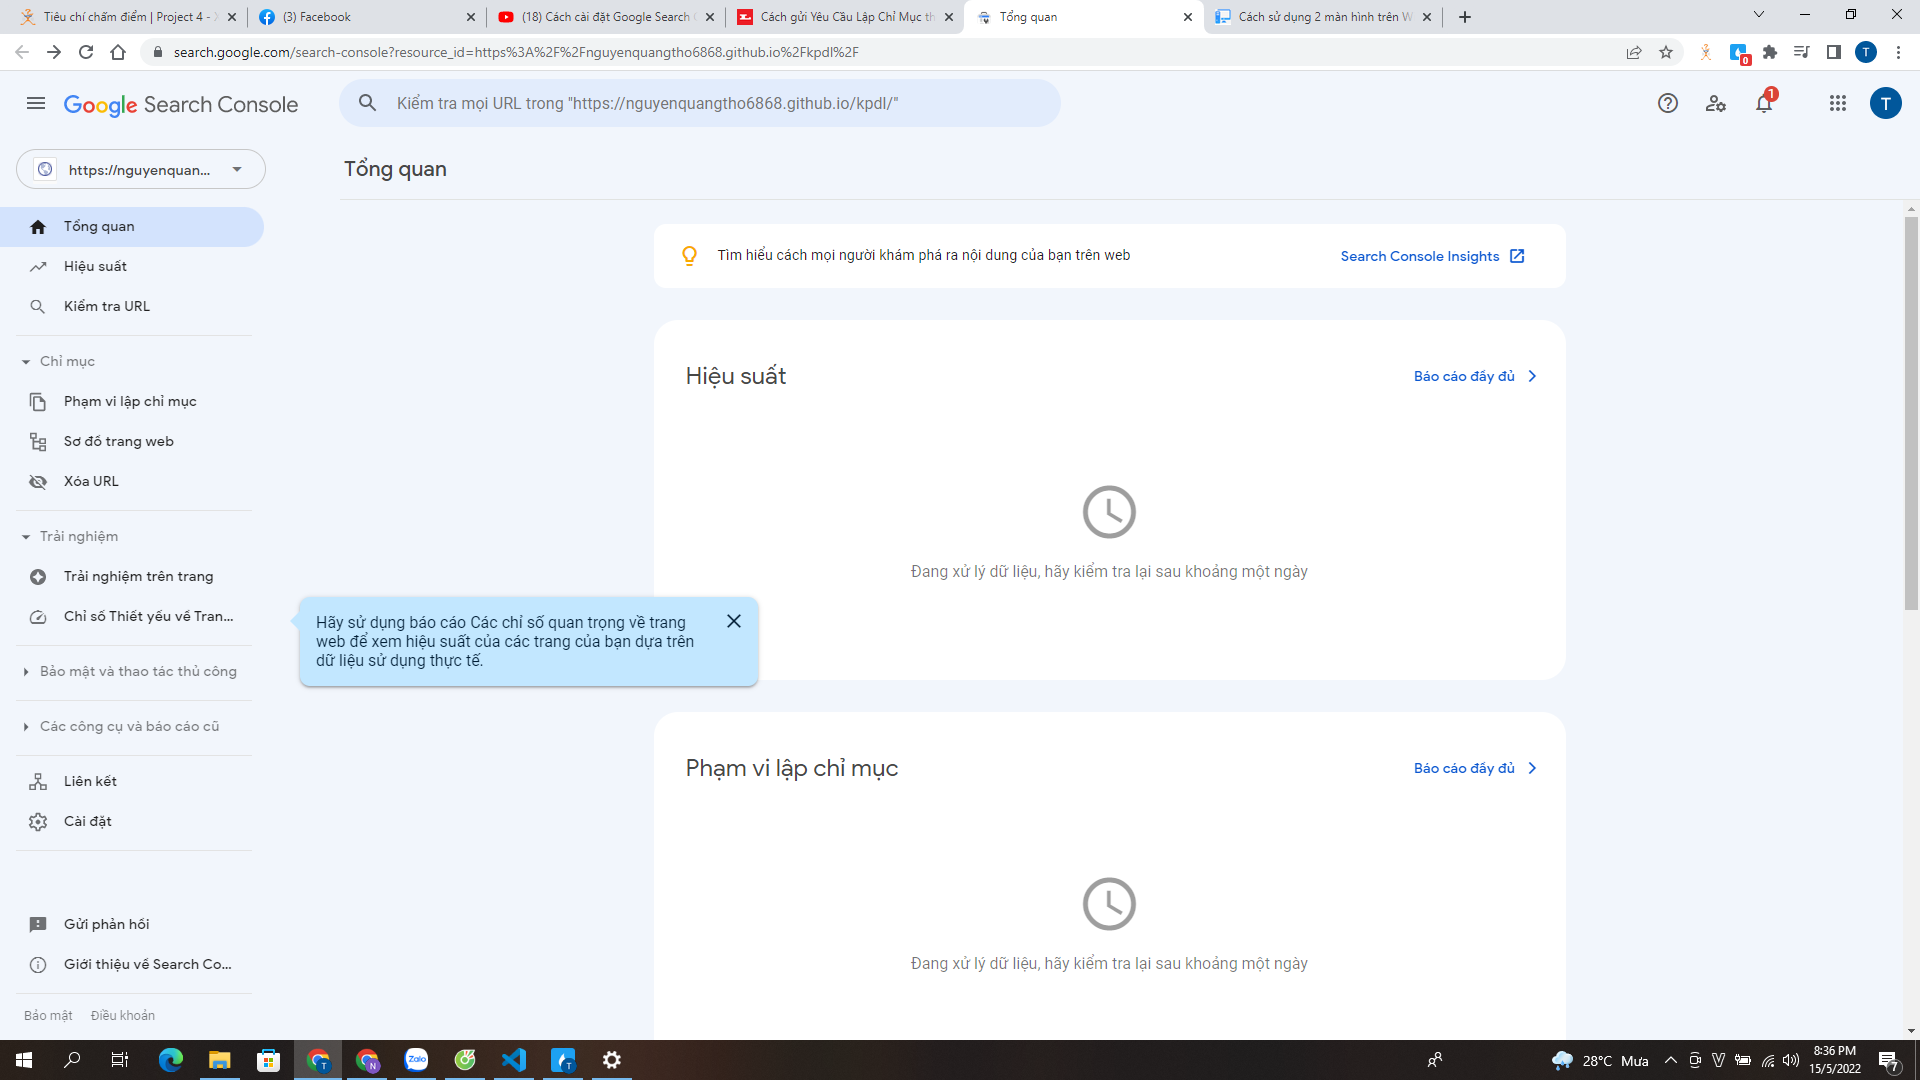 Tiêu chí chấm điểm | Project 4 -
(3) Facebook
(18) Cách cài đặt Google Search
Cách gửi Yêu Cầu Lập Chỉ Mục
Tổng quan
Cách sử dụng 2 màn hình trên
search.google.com/search-console?resource_id=https%3A%2F%2Fnguyenquangtho6868.github.io%2Fkpdl%2F
0
T
Google Search Console
Kiểm tra mọi URL trong "https://nguyenquangtho6868.github.io/kpdl/"
1
T
https://nguyenquan...
Tổng quan
Tổng quan
Hiệu suất
Kiểm tra URL
Chỉ mục
Phạm vi lập chỉ mục
Sơ đồ trang web
Xóa URL
Trải nghiệm
Trải nghiệm trên trang
Chỉ số Thiết yếu về Tran...
Bảo mật và thao tác thủ công
Các công cụ và báo cáo cũ
Liên kết
Cài đặt
Gửi phản hồi
Giới thiệu về Search Co...
Bảo mật Điều khoản
Tìm hiểu cách mọi người khám phá ra nội dung của bạn trên web
Search Console Insights
Hiệu suất
Báo cáo đầy đủ
Đang xử lý dữ liệu, hãy kiểm tra lại sau khoảng một ngày
Hãy sử dụng báo cáo Các chỉ số quan trọng về trang
web để xem hiệu suất của các trang của bạn dựa trên
dữ liệu sử dụng thực tế.
Phạm vi lập chỉ mục
Báo cáo đầy đủ
Đang xử lý dữ liệu, hãy kiểm tra lại sau khoảng một ngày
T
N
Zalo
T
28°C Mưa
8:36 PM
15/5/2022
7